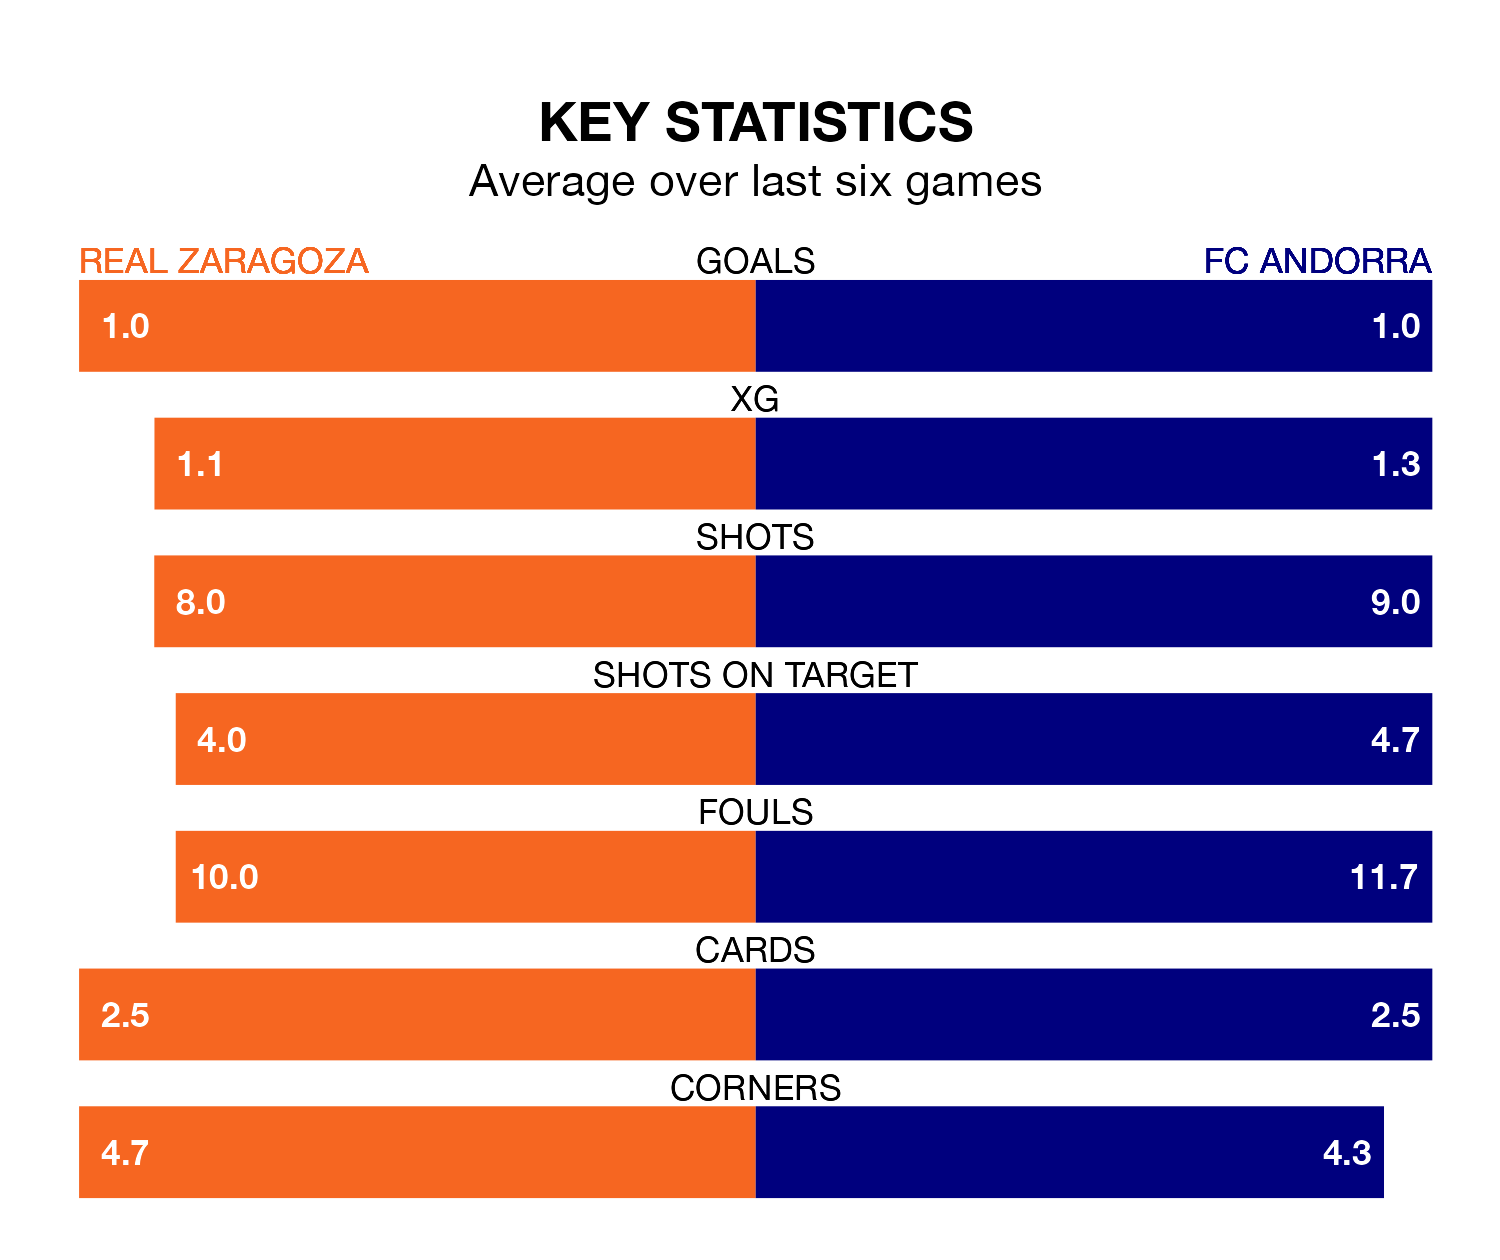 KEY STATISTICS
Average over last six games
REAL ZARAGOZA GOALS FC ANDORRA
1.0 1.0
XG
1.1 1.3
SHOTS
8.0 9.0
SHOTS ON TARGET
4.0 4.7
FOULS
10.0 11.7
CARDS
2.5 2.5
CORNERS
4.7 4.3